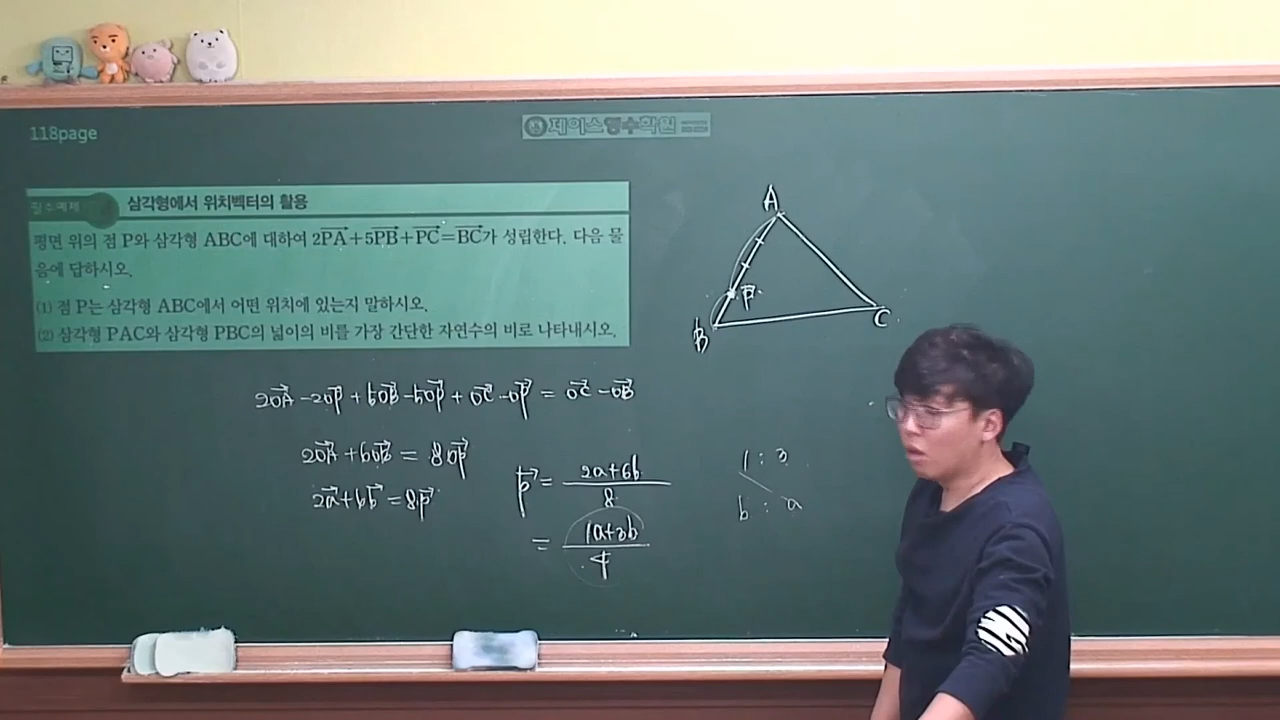 118page
제이스영수학원
필수예제
삼각형에서 위치벡터의 활용
평면 위의 점 P와 삼각형 ABC에 대하여 2PA+5PB+PC=BC가 성립한다. 다음 물
음에 답하시오.
(1) 점 P는 삼각형 ABC에서 어떤 위치에 있는지 말하시오.
(2) 삼각형 PAC와 삼각형 PBC의 넓이의 비를 가장 간단한 자연수의 비로 나타내시오.
A
P
B
C
2OA-2OP+5OB-5OP+OC-OP=OC-OB
2OA+6OB=8OP
2a+6b=8p
p=2a+6b/8
=1a+3b/4
1:3
b:a